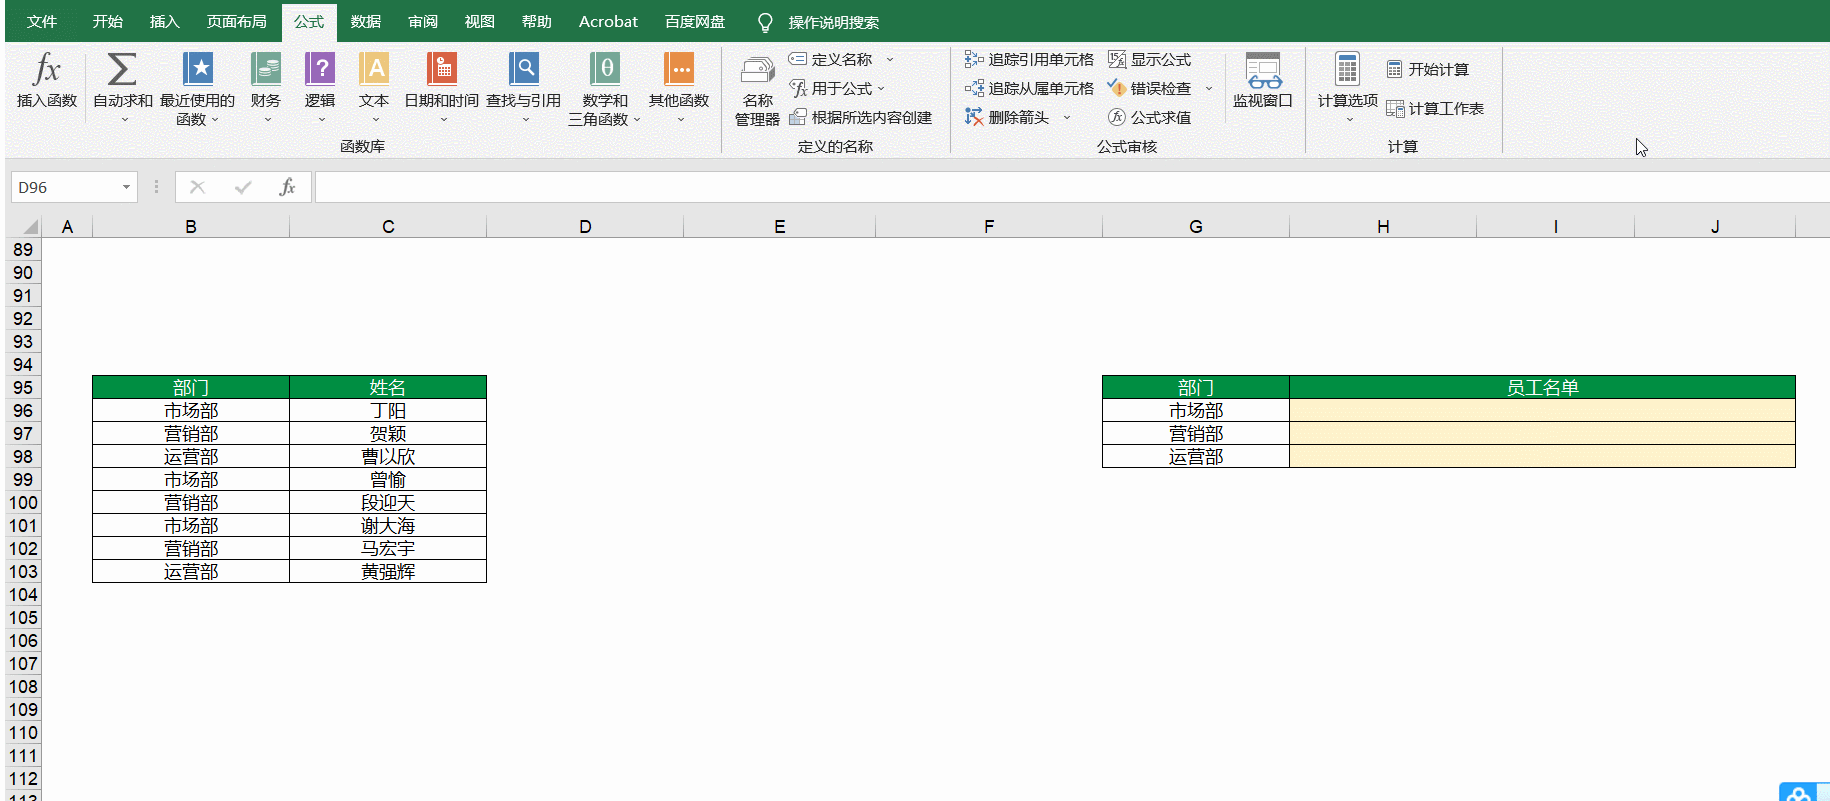 文件 开始 插入 页面布局 公式 数据 审阅 视图 帮助 Acrobat 百度网盘 操作说明搜索
fx 插入函数
自动求和
最近使用的
函数
财务
逻辑
A 文本
日期和时间
查找与引用
θ 数学和
三角函数
其他函数
函数库
名称
管理器
定义名称
用于公式
根据所选内容创建
定义的名称
追踪引用单元格
追踪从属单元格
删除箭头
显示公式
错误检查
公式求值
监视窗口
公式审核
计算选项
开始计算
计算工作表
计算
D96 fx
A B C D E F G H I J
89
90
91
92
93
94
95 部门 姓名 部门 员工名单
96 市场部 丁阳 市场部
97 营销部 贺颖 营销部
98 运营部 曹以欣 运营部
99 市场部 曾愉
100 营销部 段迎天
101 市场部 谢大海
102 营销部 马宏宇
103 运营部 黄强辉
104
105
106
107
108
109
110
111
112
113